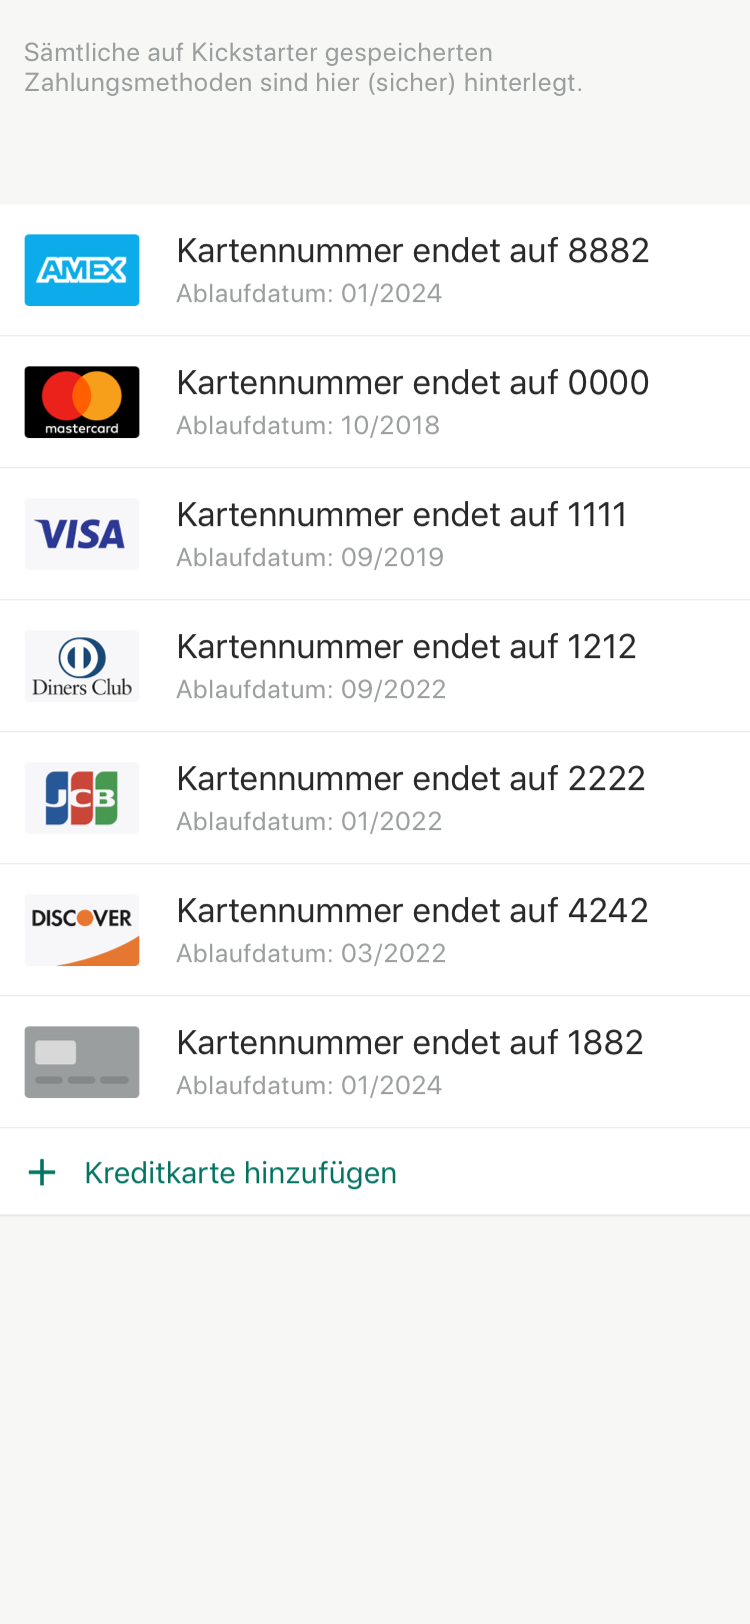 Sämtliche auf Kickstarter gespeicherten
Zahlungsmethoden sind hier (sicher) hinterlegt.
AMEX
Kartennummer endet auf 8882
Ablaufdatum: 01/2024
mastercard
Kartennummer endet auf 0000
Ablaufdatum: 10/2018
VISA
Kartennummer endet auf 1111
Ablaufdatum: 09/2019
Diners Club
Kartennummer endet auf 1212
Ablaufdatum: 09/2022
JCB
Kartennummer endet auf 2222
Ablaufdatum: 01/2022
DISCOVER
Kartennummer endet auf 4242
Ablaufdatum: 03/2022
Kartennummer endet auf 1882
Ablaufdatum: 01/2024
+ Kreditkarte hinzufügen